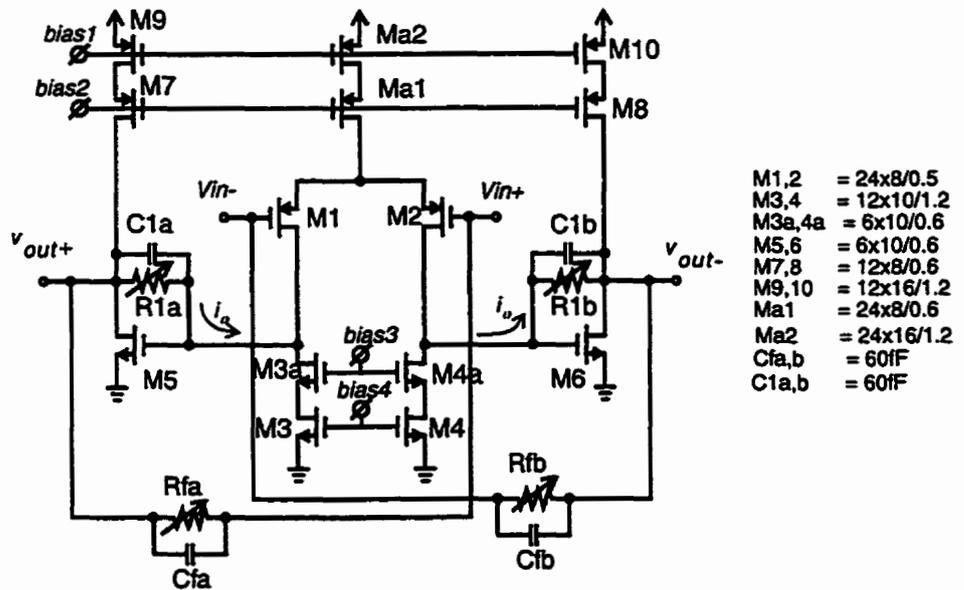 M9
bias1
Ma2
M10
bias2
M7
Ma1
M8
Vin-
Vin+
M1
M2
C1a
C1b
v out+
v out-
R1a
R1b
io
io
bias3
M5
M3a
M4a
M6
bias4
M3
M4
Rfa
Rfb
Cfa
Cfb
M1,2 = 24x8/0.5
M3,4 = 12x10/1.2
M3a,4a = 6x10/0.6
M5,6 = 6x10/0.6
M7,8 = 12x8/0.6
M9,10 = 12x16/1.2
Ma1 = 24x8/0.6
Ma2 = 24x16/1.2
Cfa,b = 60fF
C1a,b = 60fF